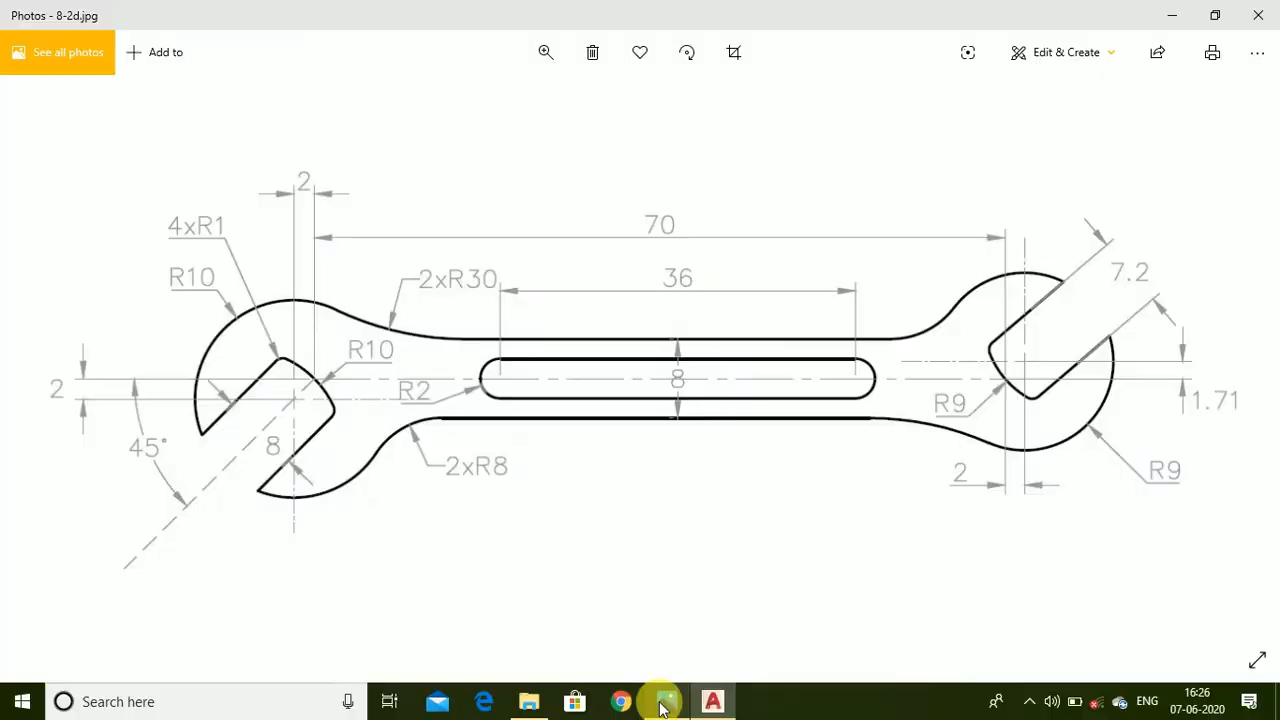 Photos - 8-2d.jpg
See all photos
Add to
Edit & Create
2
4xR1
70
R10
2xR30
36
7.2
R10
2
R2
8
R9
1.71
45°
8
2xR8
2
R9
Search here
ENG
16:26
07-06-2020